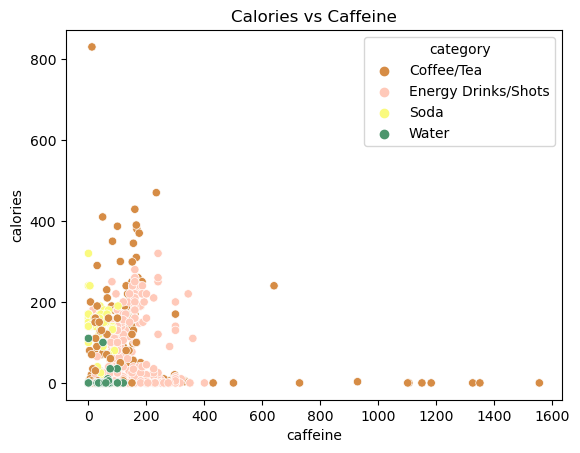 Calories vs Caffeine
category
Coffee/Tea
Energy Drinks/Shots
Soda
Water
calories
800
600
400
200
0
0 200 400 600 800 1000 1200 1400 1600
caffeine